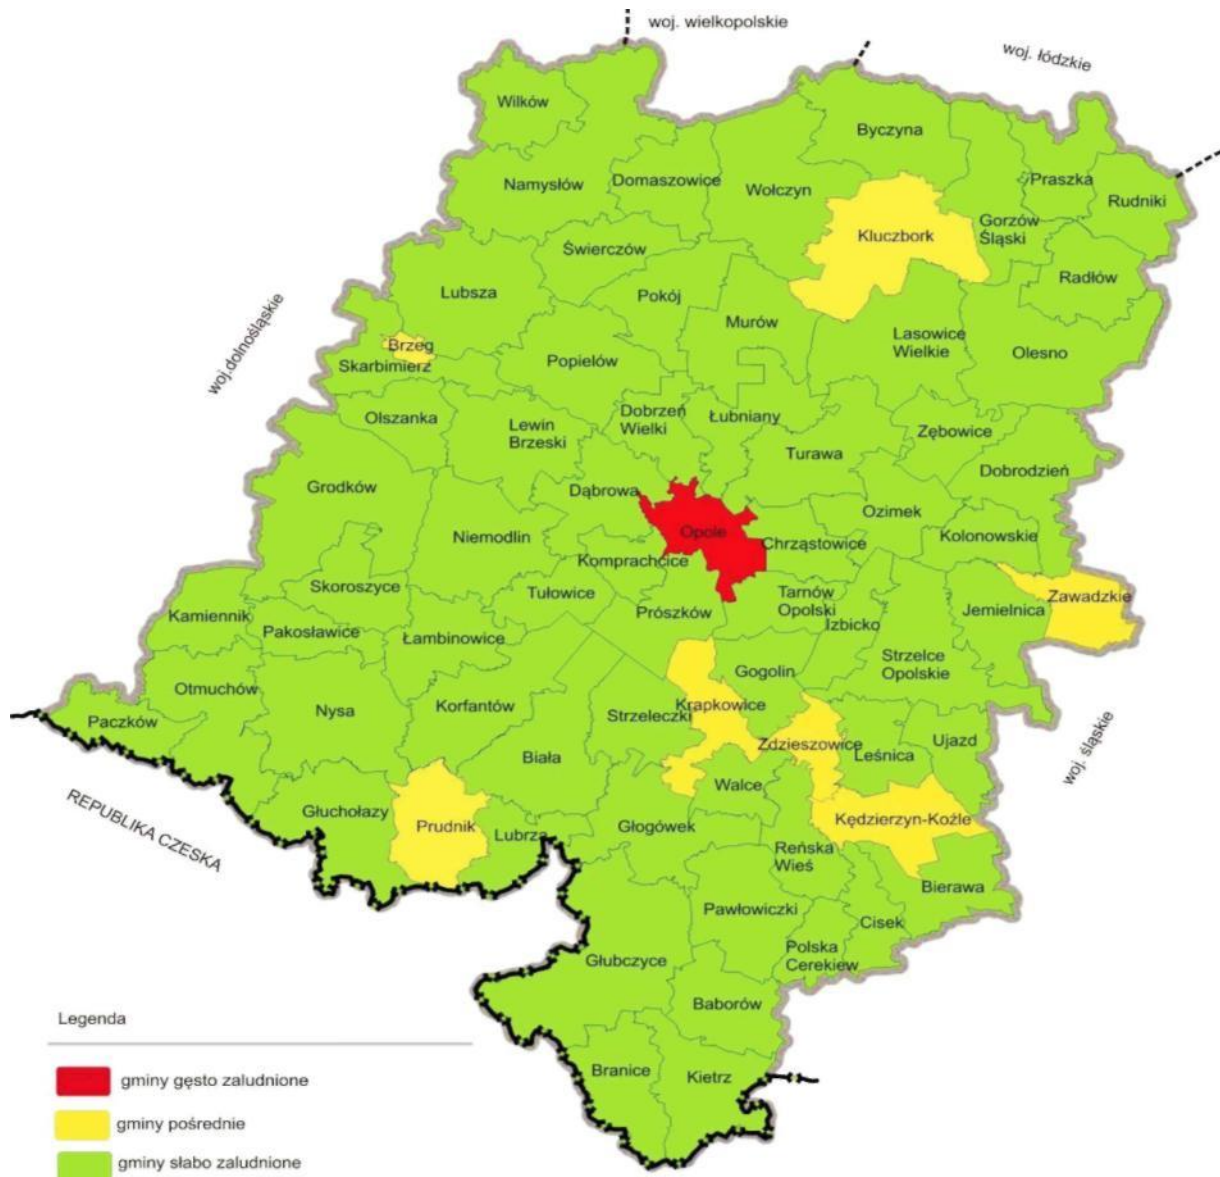 woj. wielkopolskie
woj. łódzkie
Wilków
Byczyna
Namysłów
Domaszowice
Wołczyn
Praszka
Rudniki
Kluczbork
Gorzów
Śląski
Świerczów
Radłów
Lubsza
Pokój
Murów
Lasowice
Wielkie
Olesno
woj.dolnośląskie
Brzeg
Skarbimierz
Popielów
Olszanka
Lewin
Brzeski
Dobrzeń
Wielki
Łubniany
Turawa
Zębowice
Dobrodzień
Grodków
Dąbrowa
Ozimek
Niemodlin
Opole
Chrząstowice
Kolonowskie
Komprachcice
Skoroszyce
Tułowice
Tarnów
Opolski
Zawadzkie
Kamiennik
Prószków
Izbicko
Jemielnica
Pakosławice
Łambinowice
Strzelce
Opolskie
Gogolin
Otmuchów
Nysa
Korfantów
Strzeleczki
Krapkowice
Paczków
Biała
Zdzieszowice
Leśnica
Ujazd
woj. śląskie
Walce
REPUBLIKA CZESKA
Głuchołazy
Prudnik
Lubrza
Głogówek
Kędzierzyn-Koźle
Reńska
Wieś
Bierawa
Pawłowiczki
Cisek
Polska
Cerekiew
Głubczyce
Baborów
Branice
Kietrz
Legenda
gminy gęsto zaludnione
gminy pośrednie
gminy słabo zaludnione